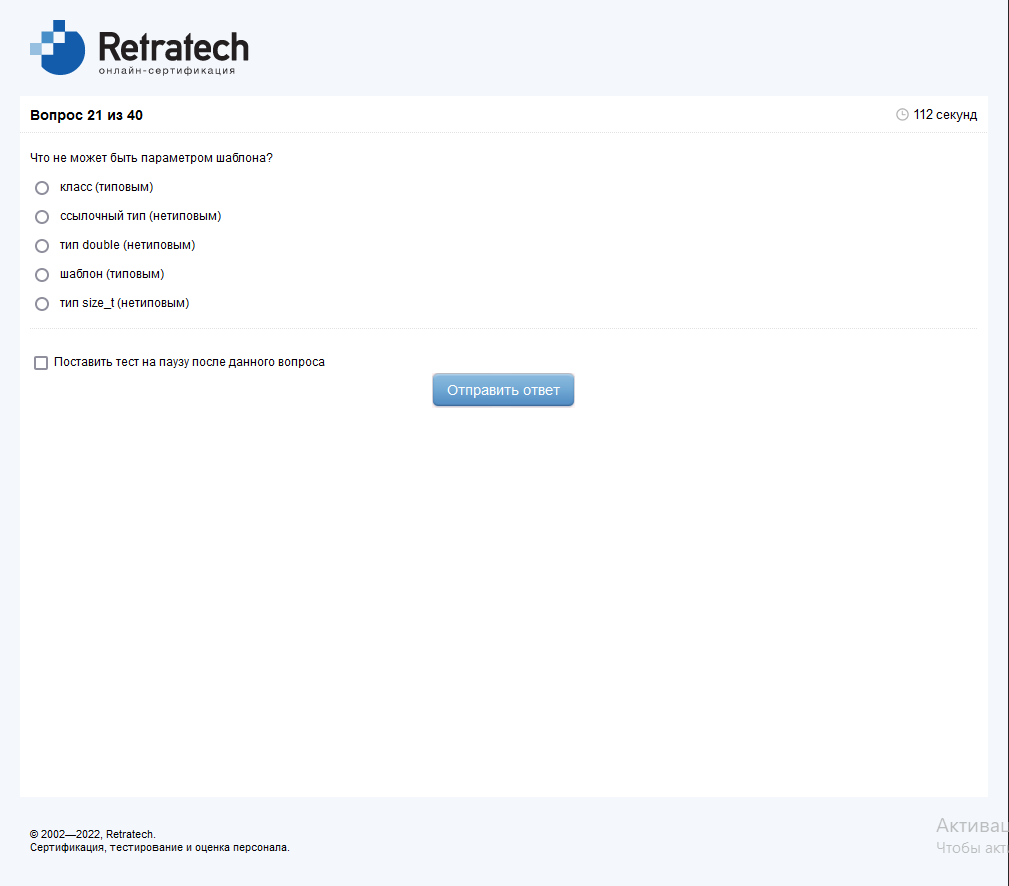 Retratech
онлайн-сертификация
Вопрос 21 из 40
112 секунд
Что не может быть параметром шаблона?
класс (типовым)
ссылочный тип (нетиповым)
тип double (нетиповым)
шаблон (типовым)
тип size_t (нетиповым)
Поставить тест на паузу после данного вопроса
Отправить ответ
© 2002—2022, Retratech.
Сертификация, тестирование и оценка персонала.
Активац
Чтобы акти